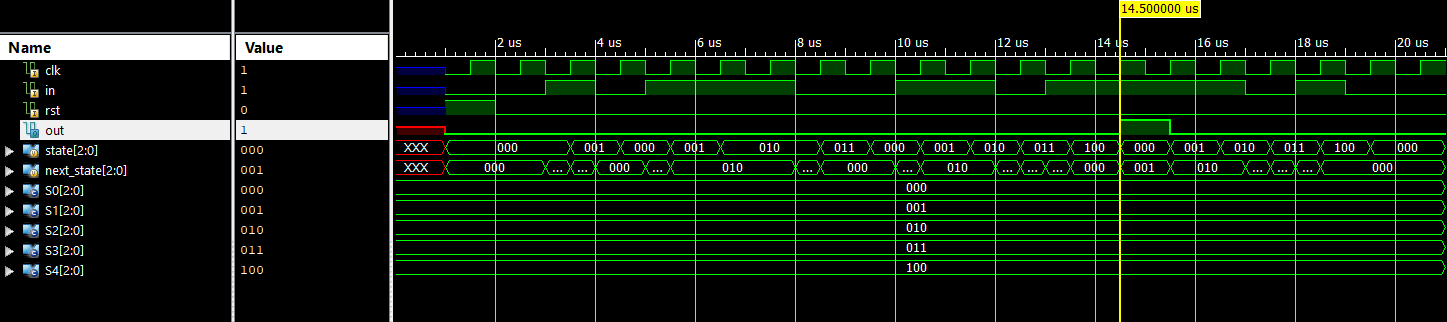 14.500000 us
Name Value
2 us 4 us 6 us 8 us 10 us 12 us 14 us 16 us 18 us 20 us
clk 1
in 1
rst 0
out 1
state[2:0] 000 XXX 000 001 000 001 010 011 000 001 010 011 100 000 001 010 011 100 000
next_state[2:0] 001 XXX 000 ... ... 000 ... 010 ... 000 ... 010 ... ... ... 000 001 010 ... ... ... 000
S0[2:0] 000 000
S1[2:0] 001 001
S2[2:0] 010 010
S3[2:0] 011 011
S4[2:0] 100 100